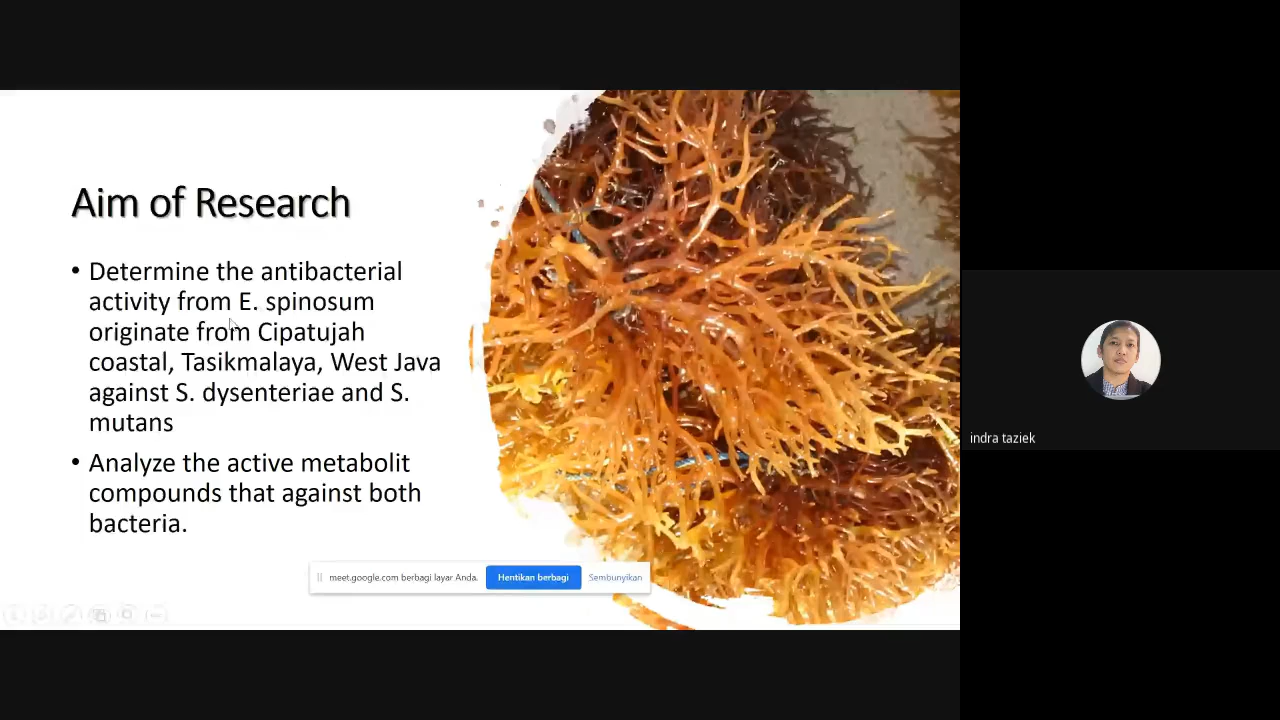 Aim of Research
• Determine the antibacterial
activity from E. spinosum
originate from Cipatujah
coastal, Tasikmalaya, West Java
against S. dysenteriae and S.
mutans
• Analyze the active metabolit
compounds that against both
bacteria.
meet.google.com berbagi layar Anda. Hentikan berbagi Sembunyikan
indra taziek